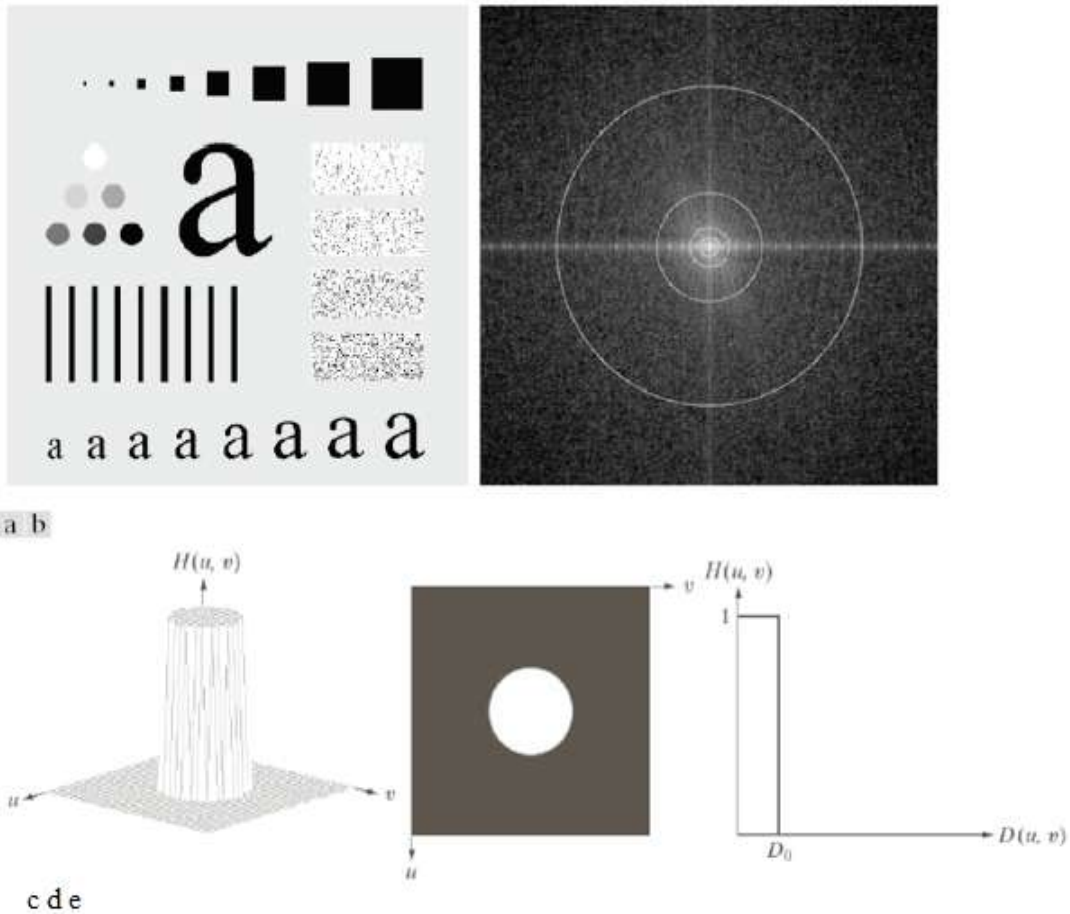 a
a a a a a a a a
a b
H(u, v)
u
v
v
u
H(u, v)
1
D₀
D(u, v)
c d e